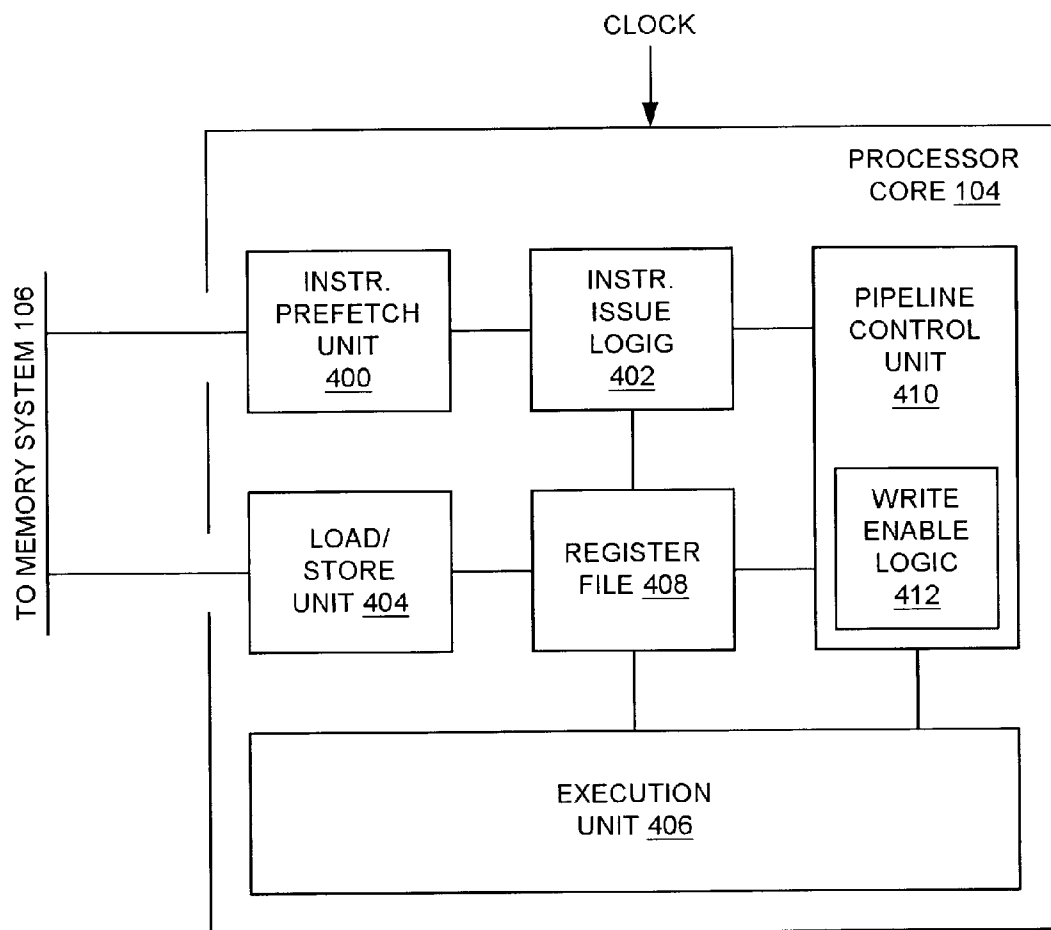 CLOCK
PROCESSOR
CORE 104
TO MEMORY SYSTEM 106
INSTR.
PREFETCH
UNIT
400
INSTR.
ISSUE
LOGIG
402
PIPELINE
CONTROL
UNIT
410
LOAD/
STORE
UNIT 404
REGISTER
FILE 408
WRITE
ENABLE
LOGIC
412
EXECUTION
UNIT 406